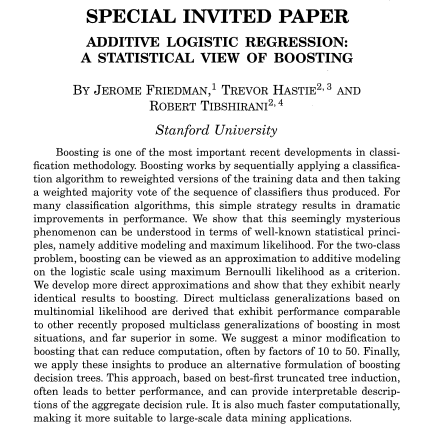 SPECIAL INVITED PAPER
ADDITIVE LOGISTIC REGRESSION:
A STATISTICAL VIEW OF BOOSTING
BY JEROME FRIEDMAN,1 TREVOR HASTIE2, 3 AND
ROBERT TIBSHIRANI2, 4
Stanford University
Boosting is one of the most important recent developments in classi-
fication methodology. Boosting works by sequentially applying a classifica-
tion algorithm to reweighted versions of the training data and then taking
a weighted majority vote of the sequence of classifiers thus produced. For
many classification algorithms, this simple strategy results in dramatic
improvements in performance. We show that this seemingly mysterious
phenomenon can be understood in terms of well-known statistical princi-
ples, namely additive modeling and maximum likelihood. For the two-class
problem, boosting can be viewed as an approximation to additive modeling
on the logistic scale using maximum Bernoulli likelihood as a criterion.
We develop more direct approximations and show that they exhibit nearly
identical results to boosting. Direct multiclass generalizations based on
multinomial likelihood are derived that exhibit performance comparable
to other recently proposed multiclass generalizations of boosting in most
situations, and far superior in some. We suggest a minor modification to
boosting that can reduce computation, often by factors of 10 to 50. Finally,
we apply these insights to produce an alternative formulation of boosting
decision trees. This approach, based on best-first truncated tree induction,
often leads to better performance, and can provide interpretable descrip-
tions of the aggregate decision rule. It is also much faster computationally,
making it more suitable to large-scale data mining applications.